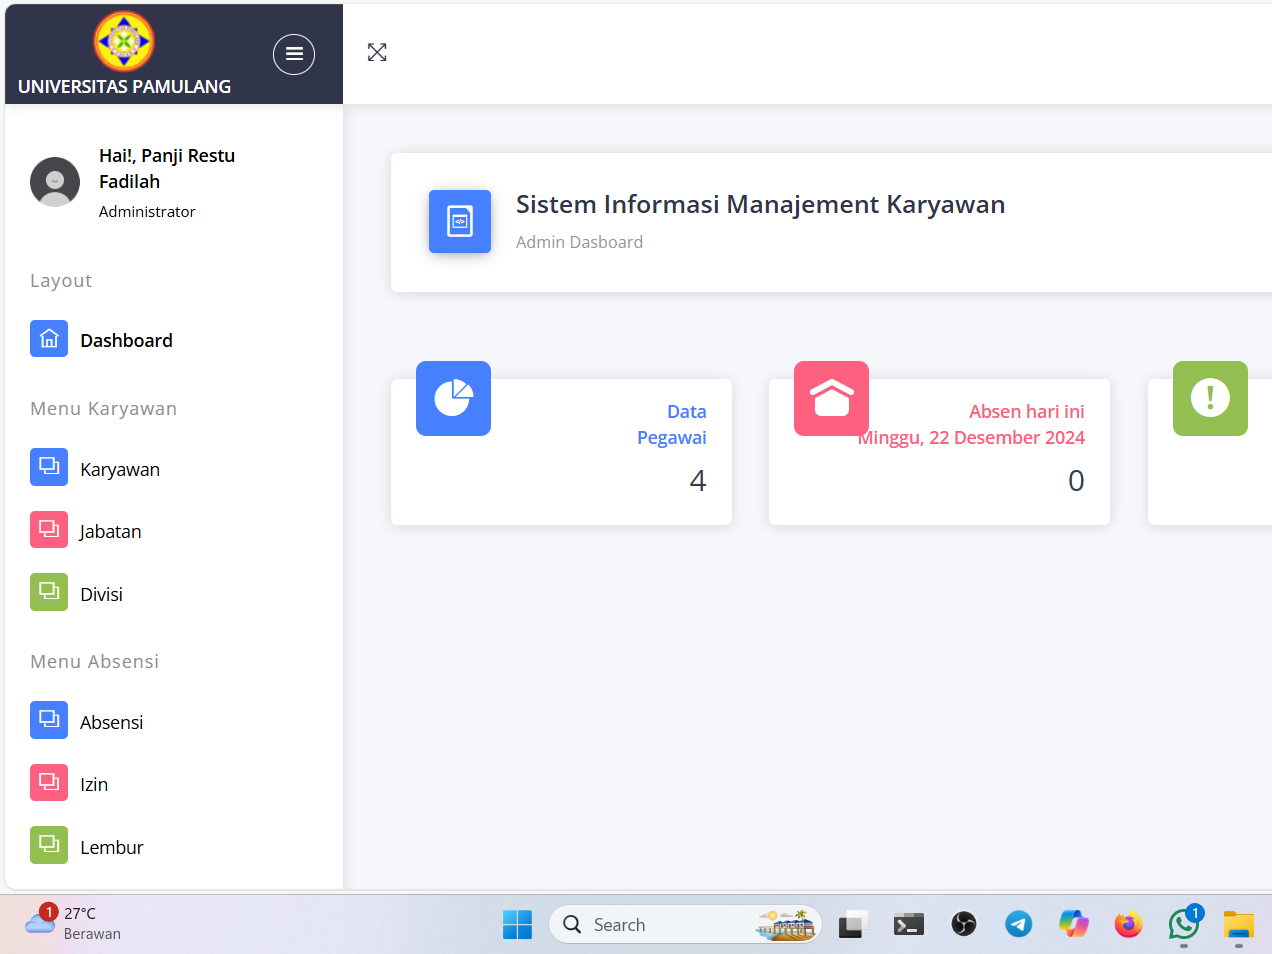 UNIVERSITAS PAMULANG
Hai!, Panji Restu
Fadilah
Administrator
Layout
Dashboard
Menu Karyawan
Karyawan
Jabatan
Divisi
Menu Absensi
Absensi
Izin
Lembur
Sistem Informasi Manajement Karyawan
Admin Dasboard
Data
Pegawai
4
Absen hari ini
Minggu, 22 Desember 2024
0
1
27°C
Berawan
Search
1